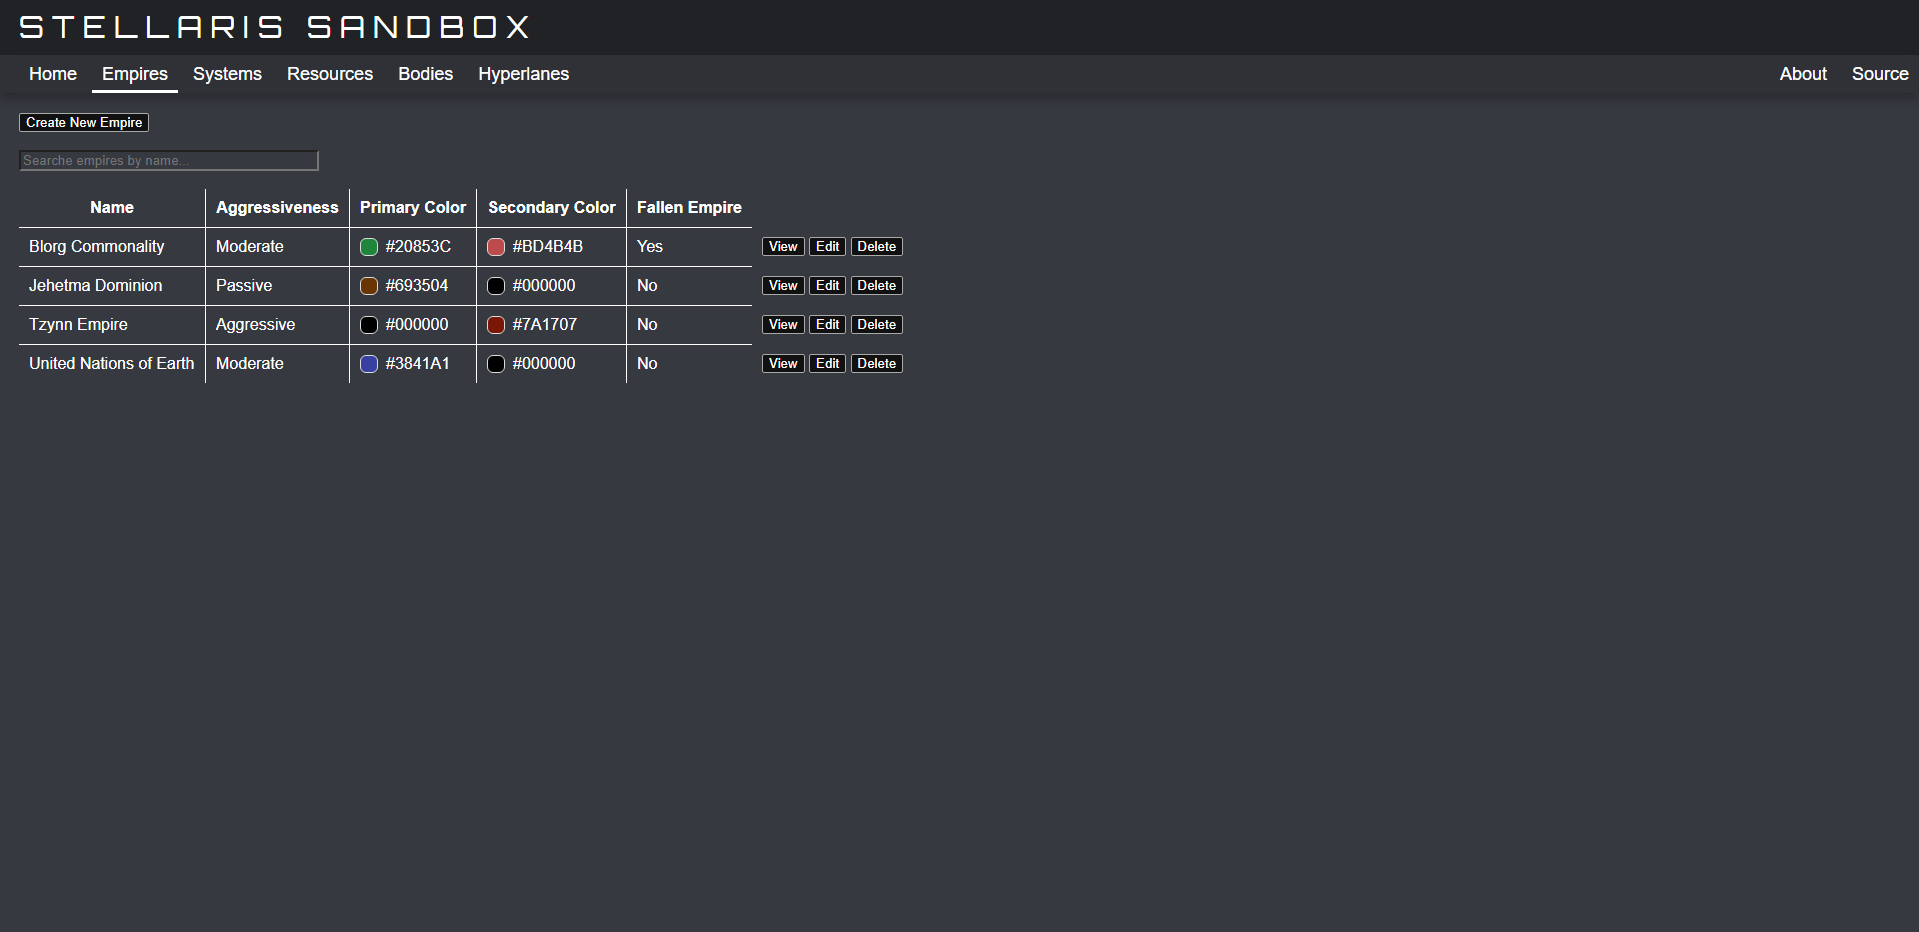 STELLARIS SANDBOX
Home Empires Systems Resources Bodies Hyperlanes About Source
Create New Empire
Searche empires by name...
Name Aggressiveness Primary Color Secondary Color Fallen Empire
Blorg Commonality Moderate #20853C #BD4B4B Yes View Edit Delete
Jehetma Dominion Passive #693504 #000000 No View Edit Delete
Tzynn Empire Aggressive #000000 #7A1707 No View Edit Delete
United Nations of Earth Moderate #3841A1 #000000 No View Edit Delete